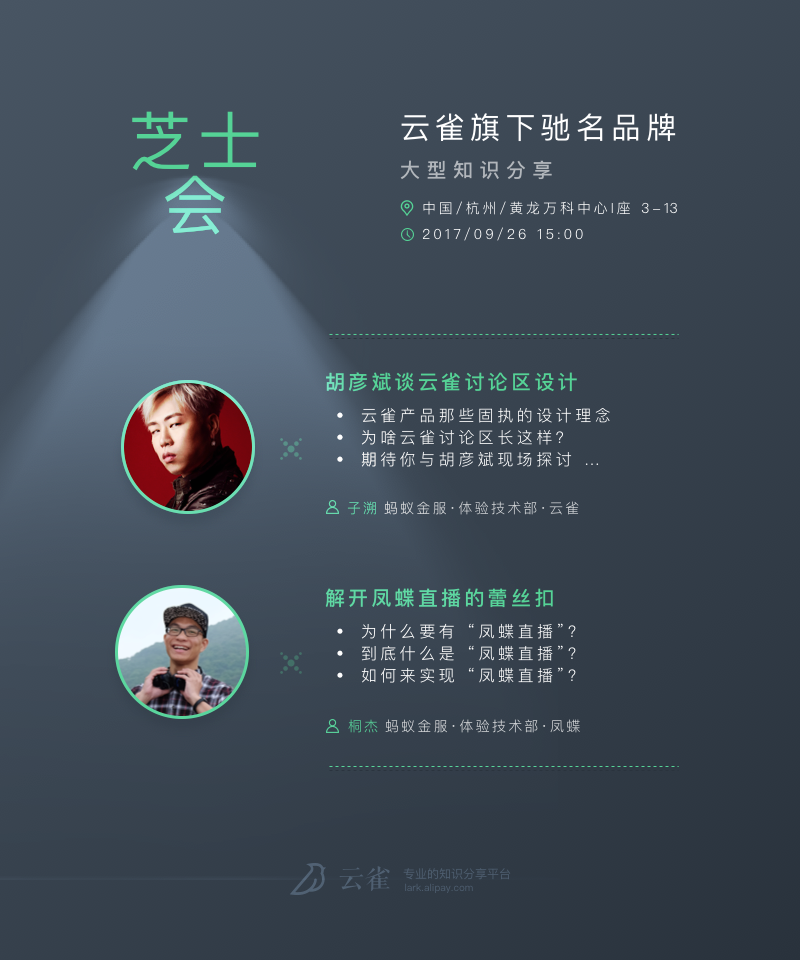 芝士
会
云雀旗下驰名品牌
大型知识分享
中国/杭州/黄龙万科中心I座 3-13
2017/09/26 15:00
胡彦斌谈云雀讨论区设计
• 云雀产品那些固执的设计理念
• 为啥云雀讨论区长这样?
• 期待你与胡彦斌现场探讨 ...
子溯 蚂蚁金服·体验技术部·云雀
解开凤蝶直播的蕾丝扣
• 为什么要有“凤蝶直播”?
• 到底什么是“凤蝶直播”?
• 如何来实现“凤蝶直播”?
桐杰 蚂蚁金服·体验技术部·凤蝶
云雀
专业的知识分享平台
lark.alipay.com